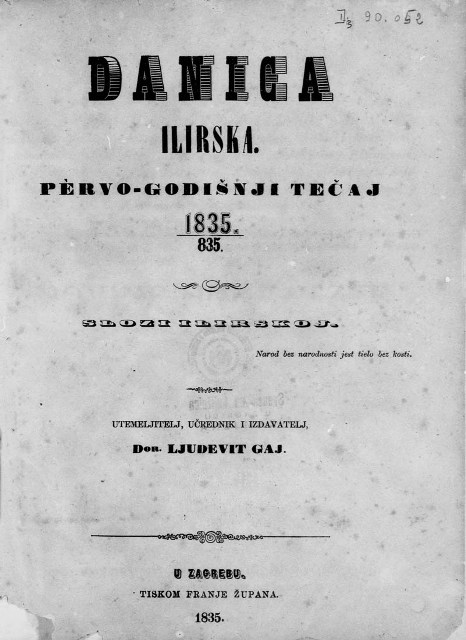 II, 90.052
DANICA
ILIRSKA.
PÈRVO-GODIŠNJI TEČAJ
1835.
835.
SLOZI ILIRSKOJ.
Narod bez narodnosti jest tielo bez kosti.
UTEMELJITELJ, UČREDNIK I IZDAVATELJ,
DOR. LJUDEVIT GAJ.
U ZAGREBU.
TISKOM FRANJE ŽUPANA.
1835.